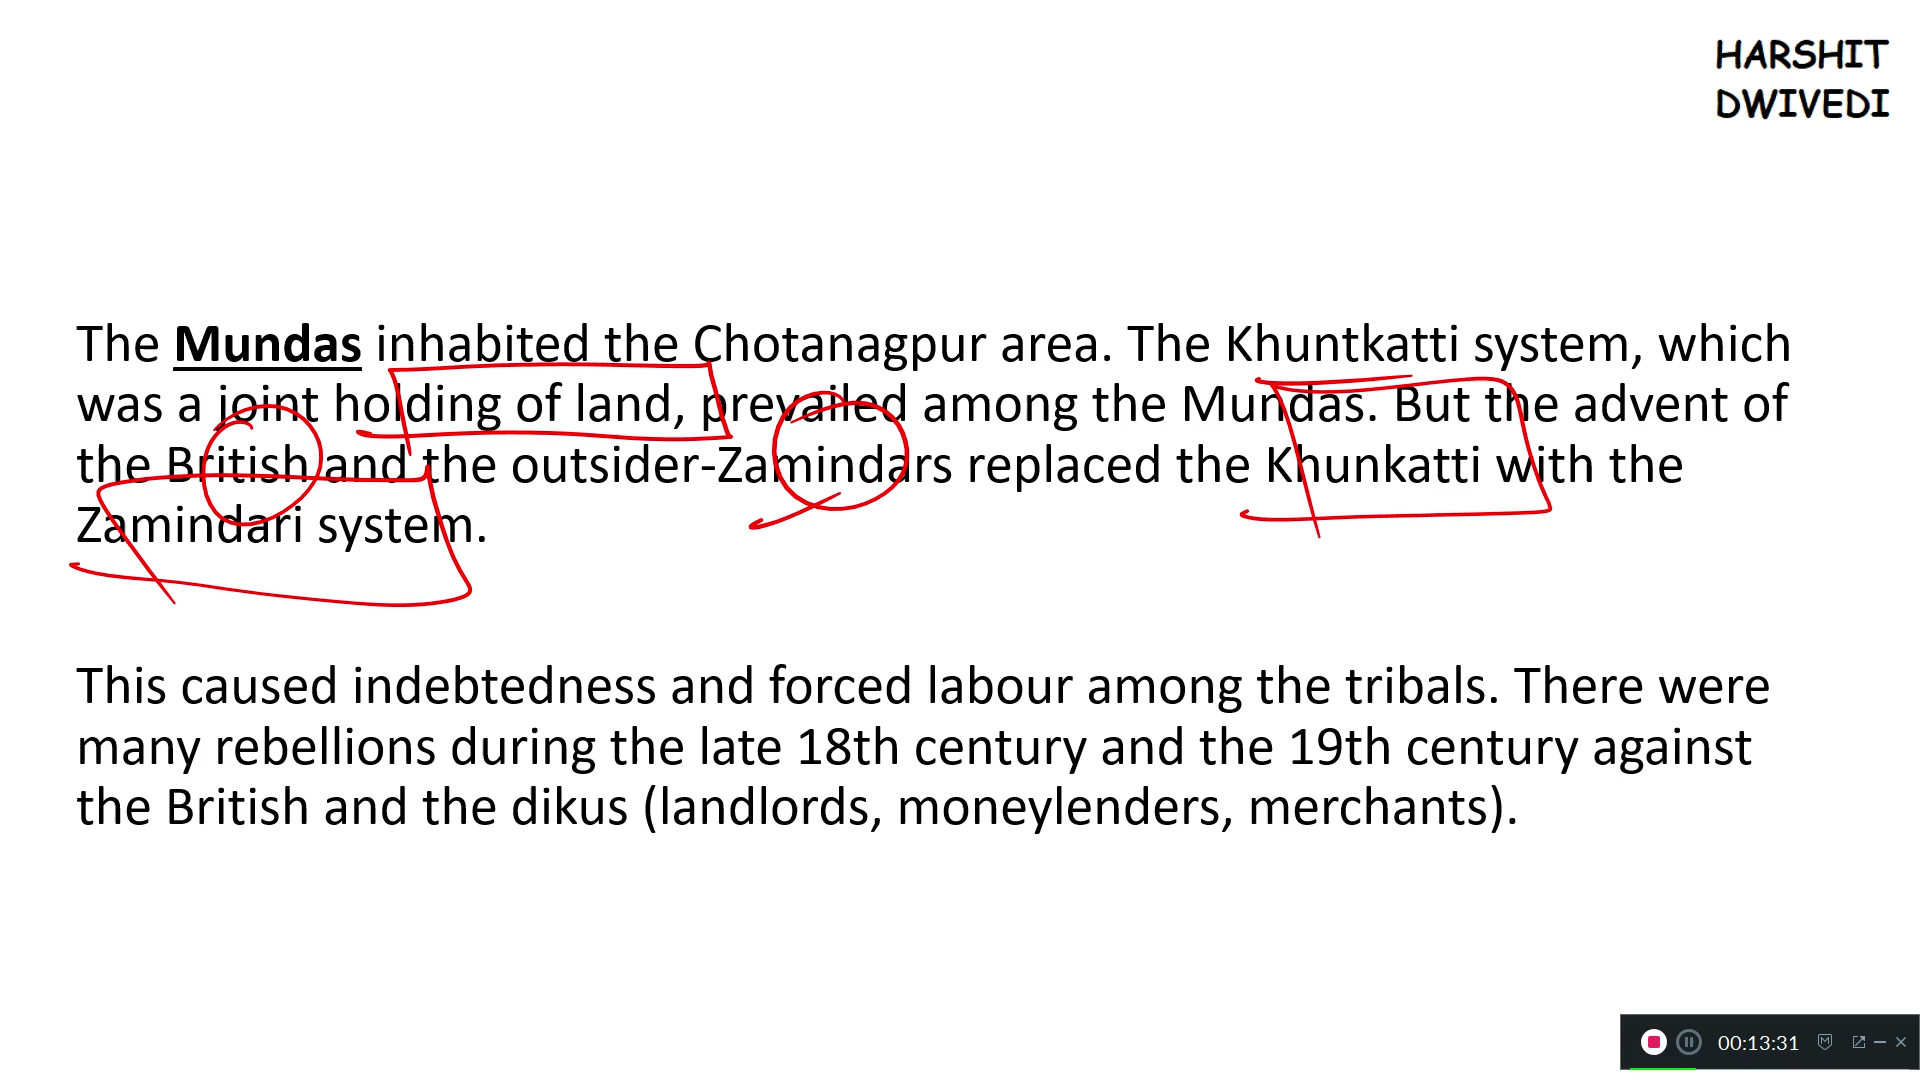 HARSHIT
DWIVEDI
The Mundas inhabited the Chotanagpur area. The Khuntkatti system, which
was a joint holding of land, prevailed among the Mundas. But the advent of
the British and the outsider-Zamindars replaced the Khunkatti with the
Zamindari system.
This caused indebtedness and forced labour among the tribals. There were
many rebellions during the late 18th century and the 19th century against
the British and the dikus (landlords, moneylenders, merchants).
00:13:31